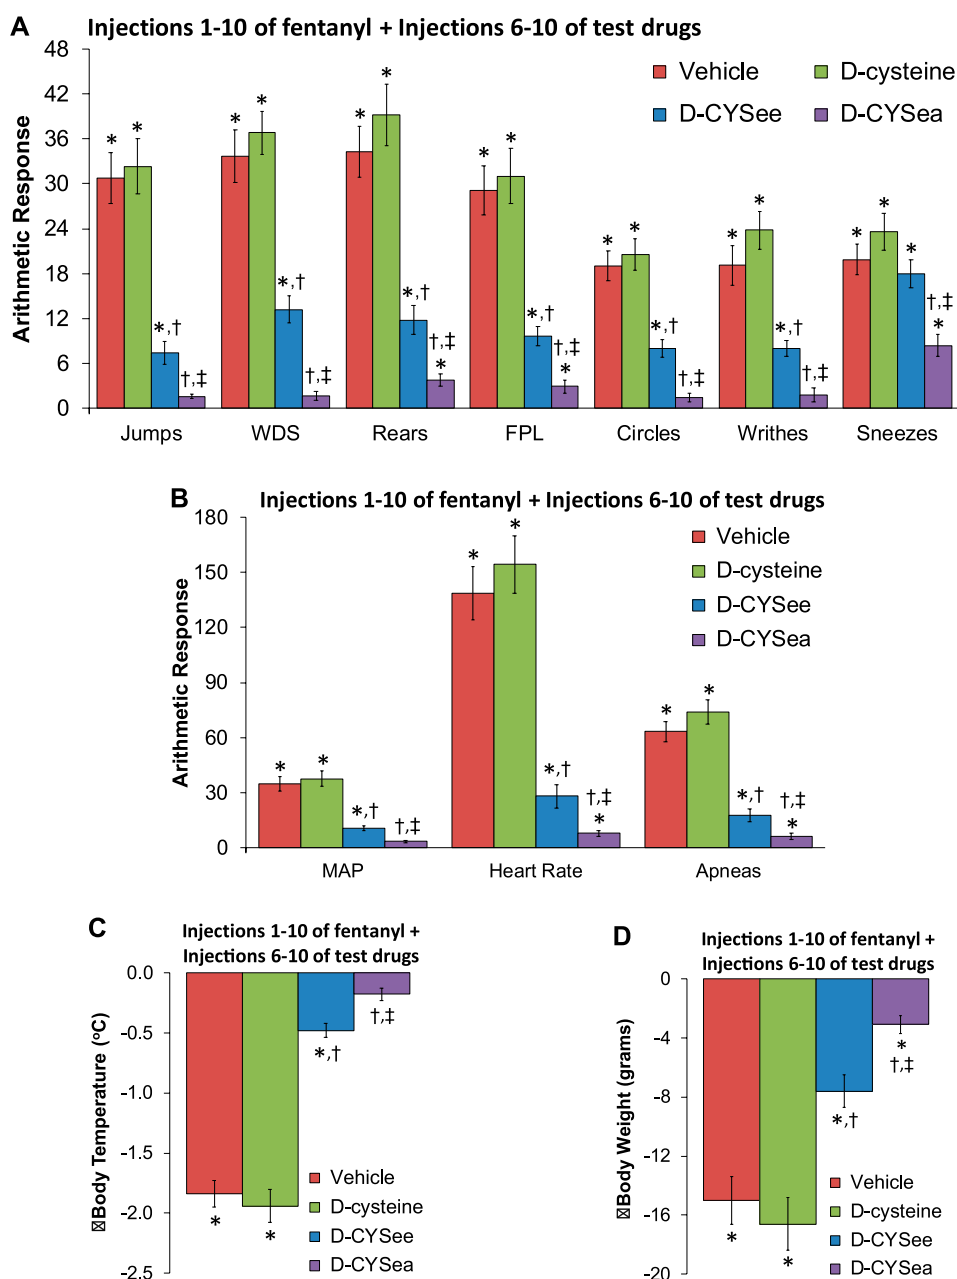 A Injections 1-10 of fentanyl + Injections 6-10 of test drugs
48
42
36
30
24
18
12
6
0
Arithmetic Response
Vehicle D-cysteine
D-CYSee D-CYSea
* * *,† †,‡
* * *,† †,‡
* * *,† †,‡ *
* * *,† †,‡ *
* * *,† †,‡
* * *,† †,‡
* * * †,‡ *
Jumps WDS Rears FPL Circles Writhes Sneezes
B Injections 1-10 of fentanyl + Injections 6-10 of test drugs
180
150
120
90
60
30
0
Arithmetic Response
Vehicle
D-cysteine
D-CYSee
D-CYSea
* * *,† †,‡
* * *,† †,‡ *
* * *,† †,‡ *
MAP Heart Rate Apneas
C Injections 1-10 of fentanyl +
Injections 6-10 of test drugs
0.0
-0.5
-1.0
-1.5
-2.0
-2.5
Body Temperature (°C)
* * *,† †,‡
Vehicle
D-cysteine
D-CYSee
D-CYSea
D Injections 1-10 of fentanyl +
Injections 6-10 of test drugs
0
-4
-8
-12
-16
-20
Body Weight (grams)
* * *,† *
†,‡
Vehicle
D-cysteine
D-CYSee
D-CYSea